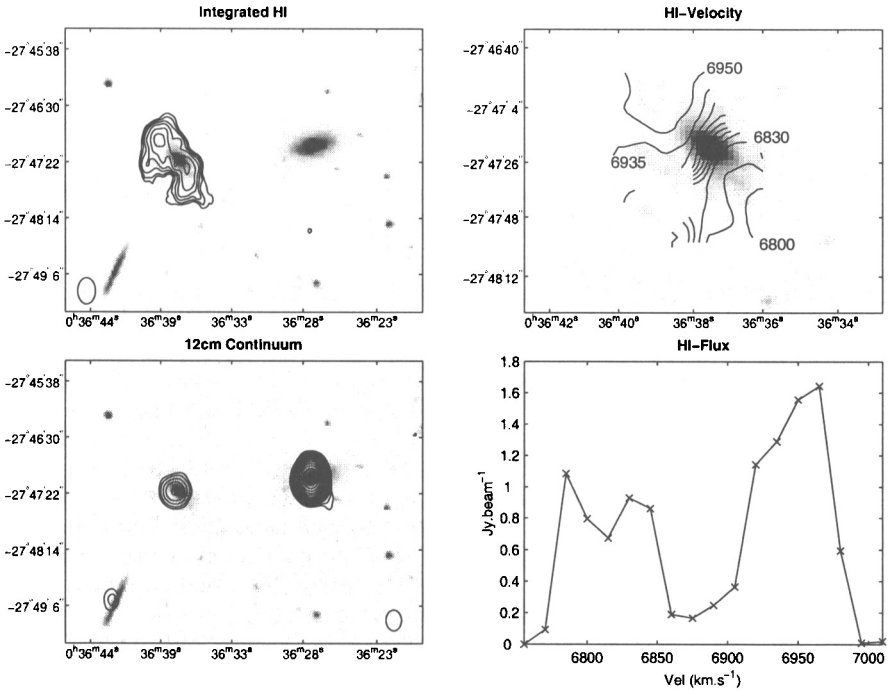 Integrated HI
-27°45'38"
-27°46'30"
-27°47'22"
-27°48'14"
-27°49'6"
0ʰ36ᵐ44ˢ
36ᵐ39ˢ
36ᵐ33ˢ
36ᵐ28ˢ
36ᵐ23ˢ
HI-Velocity
-27°46'40"
-27°47'4"
-27°47'26"
-27°47'48"
-27°48'12"
6950
6830
6935
6800
0ʰ36ᵐ42ˢ
36ᵐ40ˢ
36ᵐ38ˢ
36ᵐ36ˢ
36ᵐ34ˢ
12cm Continuum
-27°45'38"
-27°46'30"
-27°47'22"
-27°48'14"
-27°49'6"
0ʰ36ᵐ44ˢ
36ᵐ39ˢ
36ᵐ33ˢ
36ᵐ28ˢ
36ᵐ23ˢ
HI-Flux
Jy.beam⁻¹
1.8
1.6
1.4
1.2
1
0.8
0.6
0.4
0.2
0
6800
6850
6900
6950
7000
Vel (km.s⁻¹)